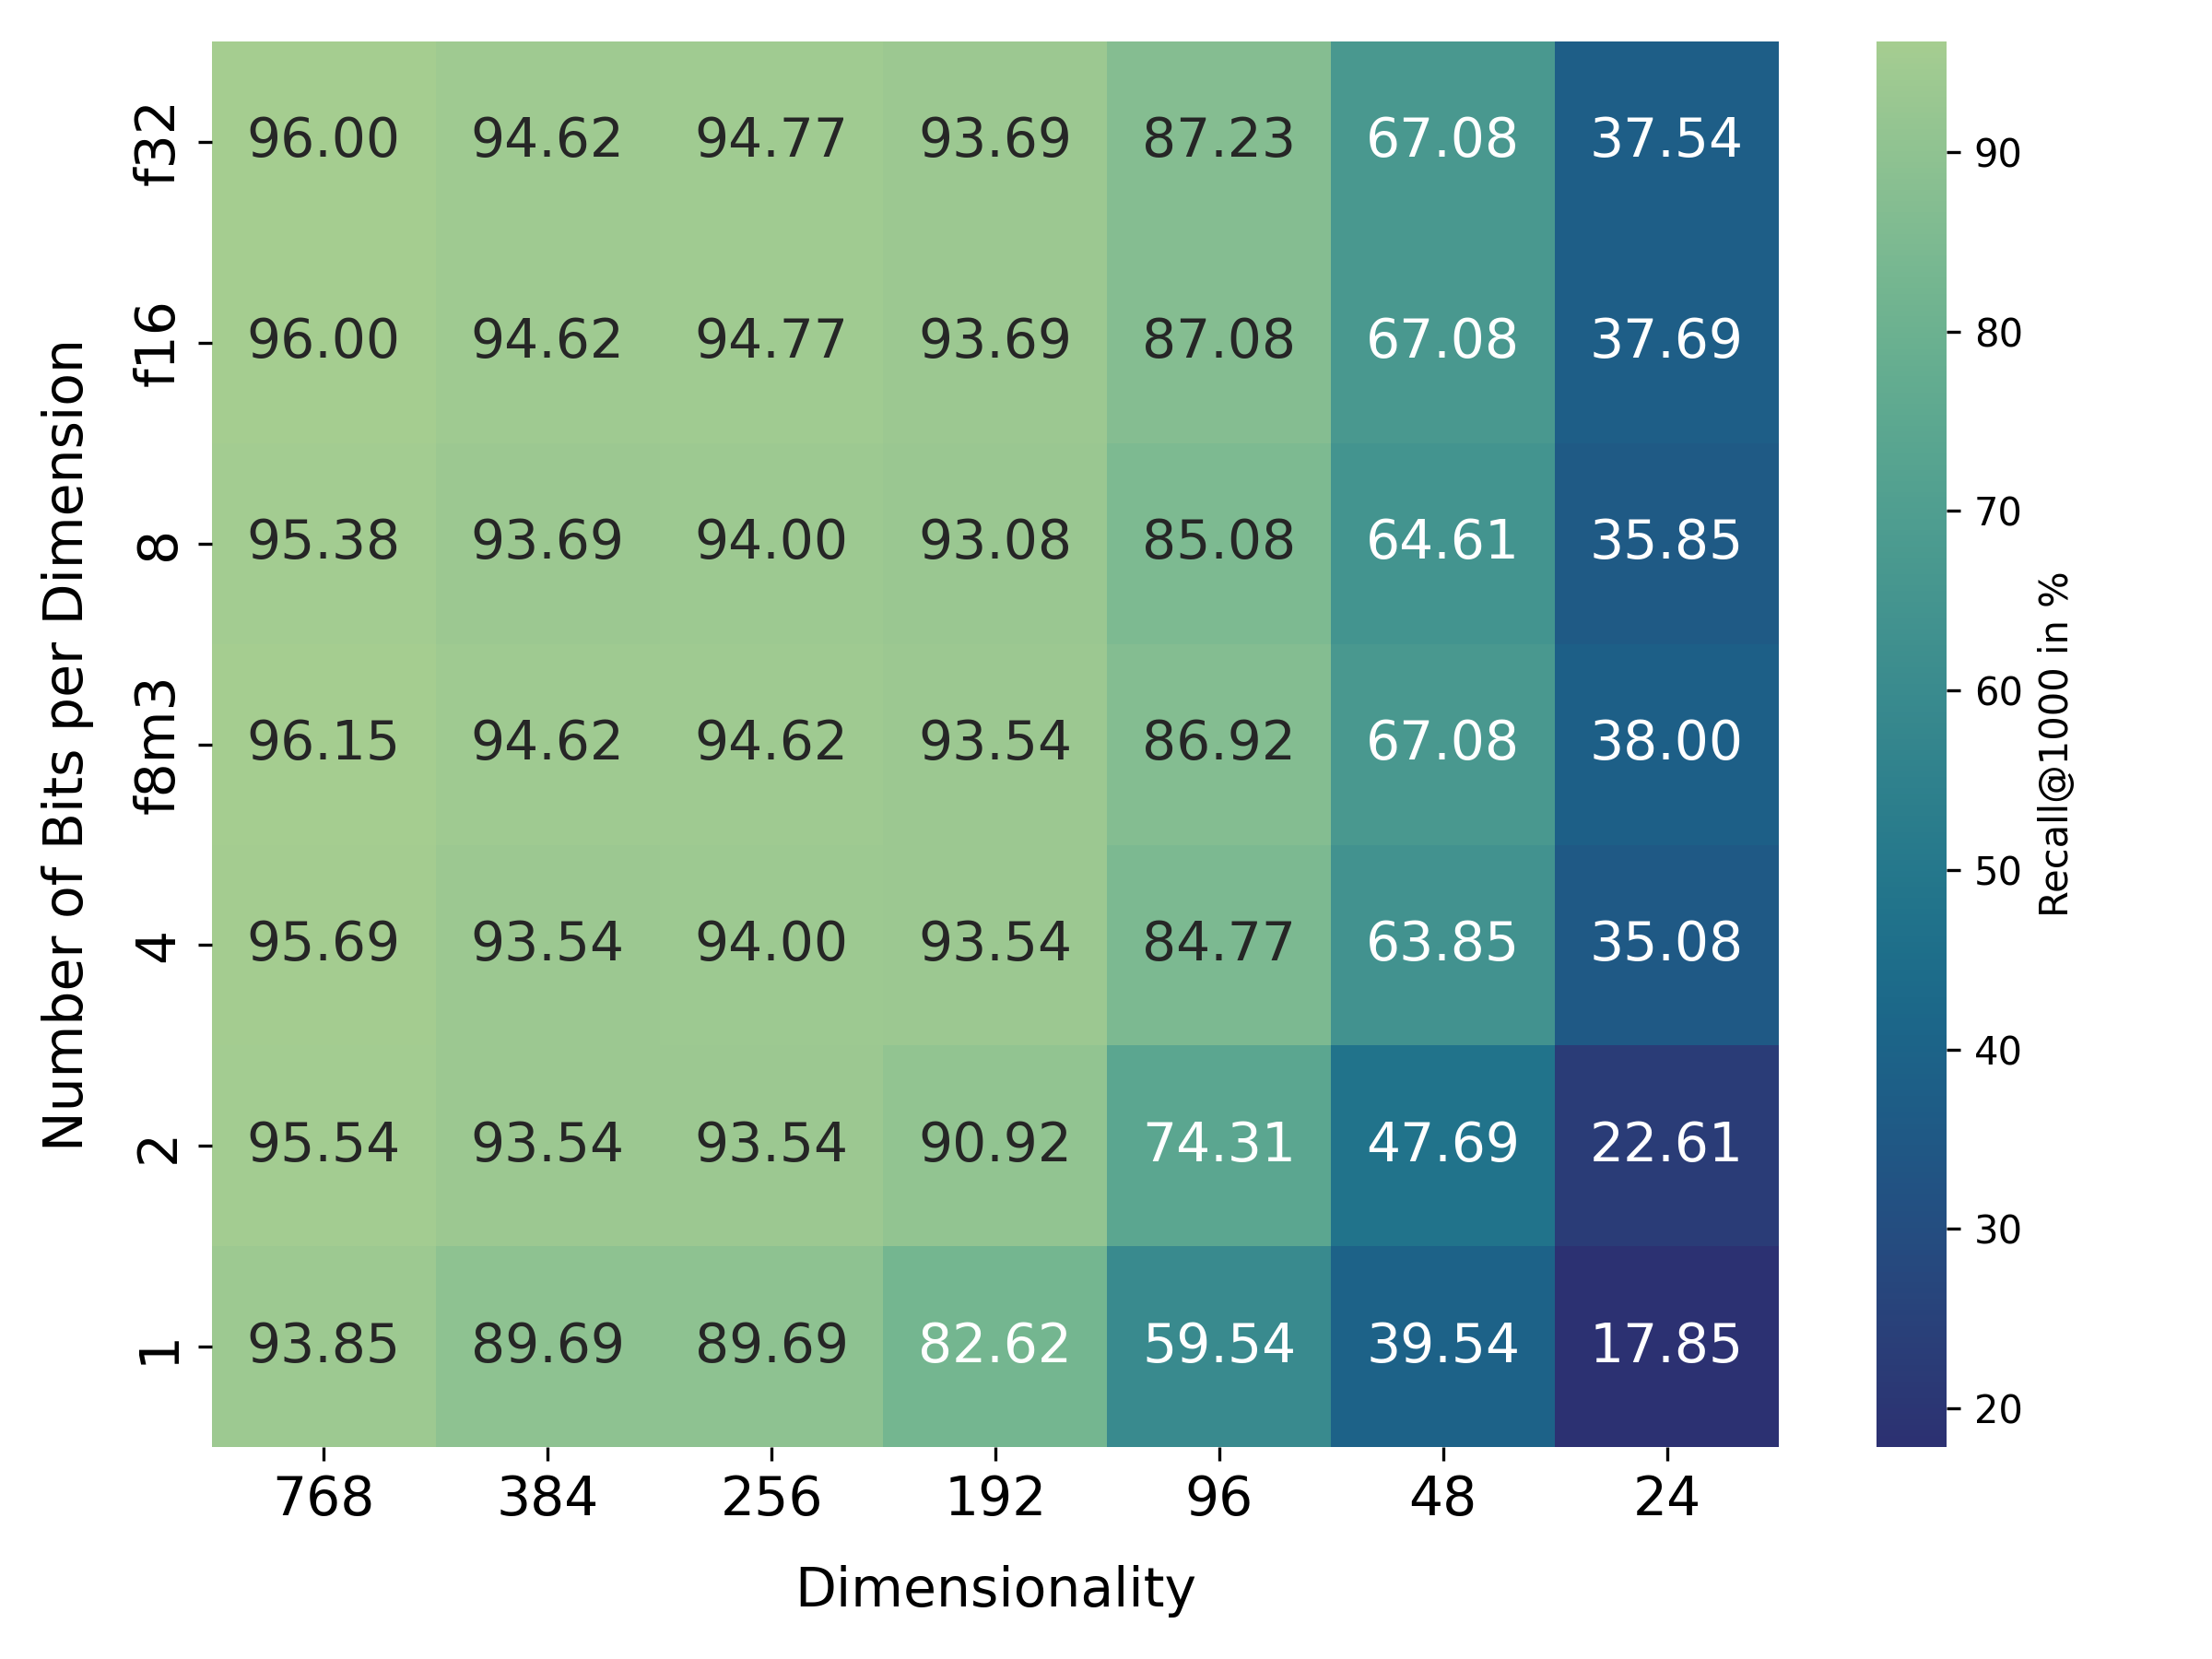 Number of Bits per Dimension
f32 96.00 94.62 94.77 93.69 87.23 67.08 37.54
f16 96.00 94.62 94.77 93.69 87.08 67.08 37.69
8 95.38 93.69 94.00 93.08 85.08 64.61 35.85
f8m3 96.15 94.62 94.62 93.54 86.92 67.08 38.00
4 95.69 93.54 94.00 93.54 84.77 63.85 35.08
2 95.54 93.54 93.54 90.92 74.31 47.69 22.61
1 93.85 89.69 89.69 82.62 59.54 39.54 17.85
768 384 256 192 96 48 24
Dimensionality
90
80
70
60
50
40
30
20
Recall@1000 in %